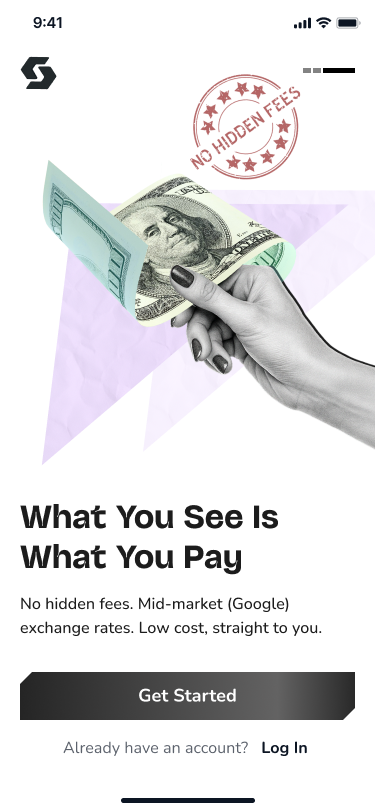 9:41
NO HIDDEN FEES
What You See Is
What You Pay
No hidden fees. Mid-market (Google)
exchange rates. Low cost, straight to you.
Get Started
Already have an account? Log In